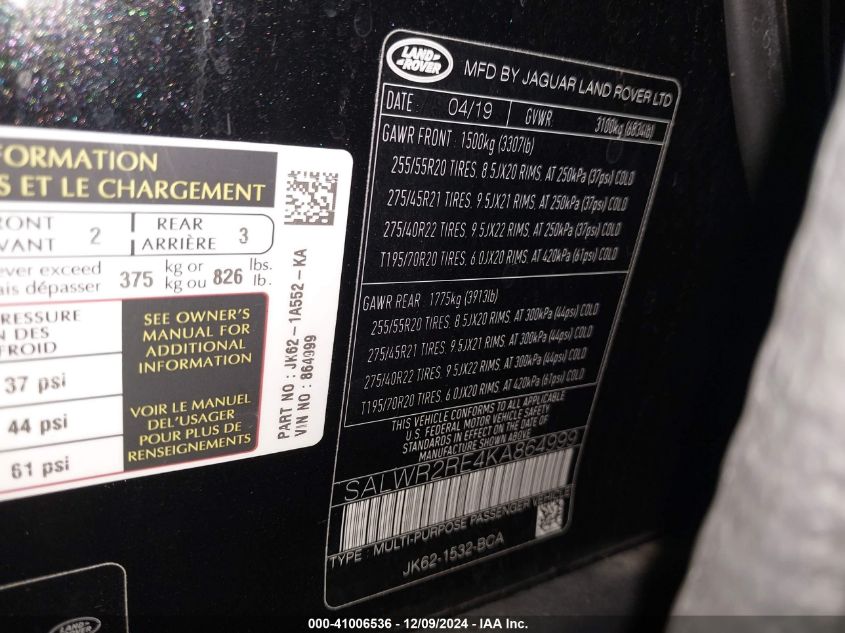 FORMATION
S ET LE CHARGEMENT
RONT
VANT 2
REAR
ARRIÈRE 3
ever exceed
ais dépasser 375 kg or
kg ou 826 lbs.
lb.
RESSURE
N DES
FROID
37 psi
44 psi
61 psi
SEE OWNER'S
MANUAL FOR
ADDITIONAL
INFORMATION
VOIR LE MANUEL
DEL'USAGER
POUR PLUS DE
RENSEIGNEMENTS
PART NO : JK62-1A552-KA
VIN NO : 864999
LAND
ROVER
MFD BY JAGUAR LAND ROVER LTD
DATE 04/19 GVWR 3100kg (6834lb)
GAWR FRONT 1500kg (3307lb)
255/55R20 TIRES, 8.5JX20 RIMS, AT 250kPa (37psi) COLD
275/45R21 TIRES, 9.5JX21 RIMS, AT 250kPa (37psi) COLD
275/40R22 TIRES, 9.5JX22 RIMS, AT 250kPa (37psi) COLD
T195/70R20 TIRES, 6.0JX20 RIMS, AT 420kPa (61psi) COLD
GAWR REAR 1775kg (3913lb)
255/55R20 TIRES, 8.5JX20 RIMS, AT 300kPa (44psi) COLD
275/45R21 TIRES, 9.5JX21 RIMS, AT 300kPa (44psi) COLD
275/40R22 TIRES, 9.5JX22 RIMS, AT 300kPa (44psi) COLD
T195/70R20 TIRES, 6.0JX20 RIMS, AT 420kPa (61psi) COLD
THIS VEHICLE CONFORMS TO ALL APPLICABLE
U.S. FEDERAL MOTOR VEHICLE SAFETY
STANDARDS IN EFFECT ON THE DATE OF
MANUFACTURE SHOWN ABOVE
SALWR2RE4KA864999
TYPE: MULTI-PURPOSE PASSENGER VEHICLE
JK62-1532-BCA
LAND
ROVER
000-41006536 - 12/09/2024 - IAA Inc.